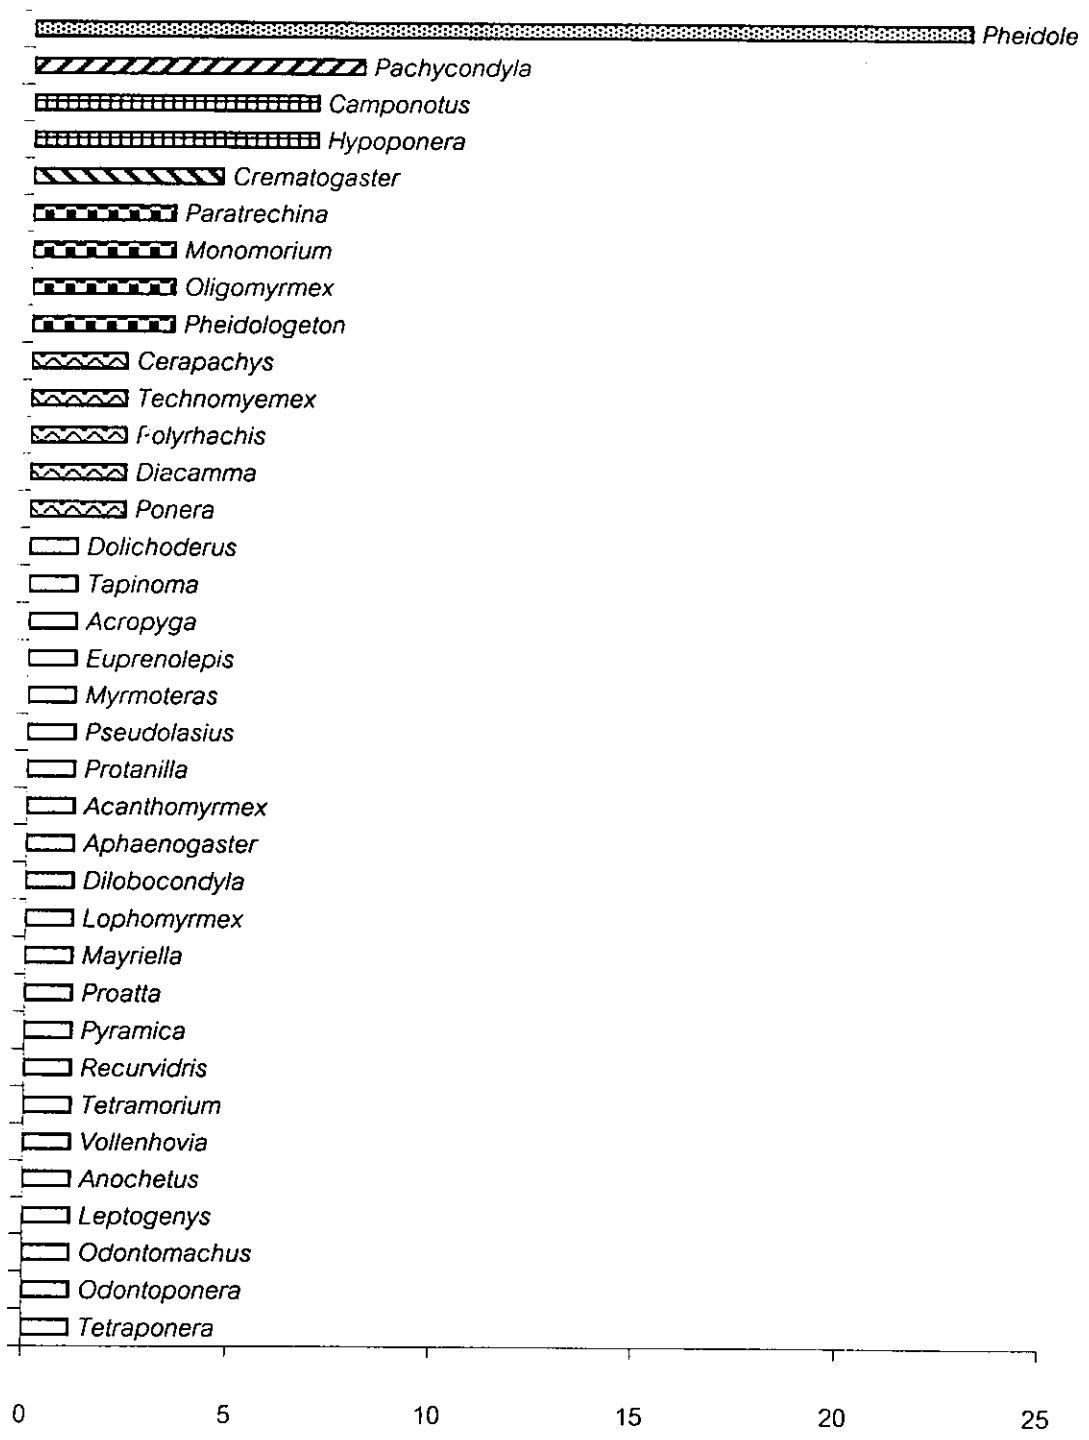 Pheidole
Pachycondyla
Camponotus
Hypoponera
Crematogaster
Paratrechina
Monomorium
Oligomyrmex
Pheidologeton
Cerapachys
Technomyemex
Polyrhachis
Diacamma
Ponera
Dolichoderus
Tapinoma
Acropyga
Euprenolepis
Myrmoteras
Pseudolasius
Protanilla
Acanthomyrmex
Aphaenogaster
Dilobocondyla
Lophomyrmex
Mayriella
Proatta
Pyramica
Recurvidris
Tetramorium
Vollenhovia
Anochetus
Leptogenys
Odontomachus
Odontoponera
Tetraponera
0 5 10 15 20 25